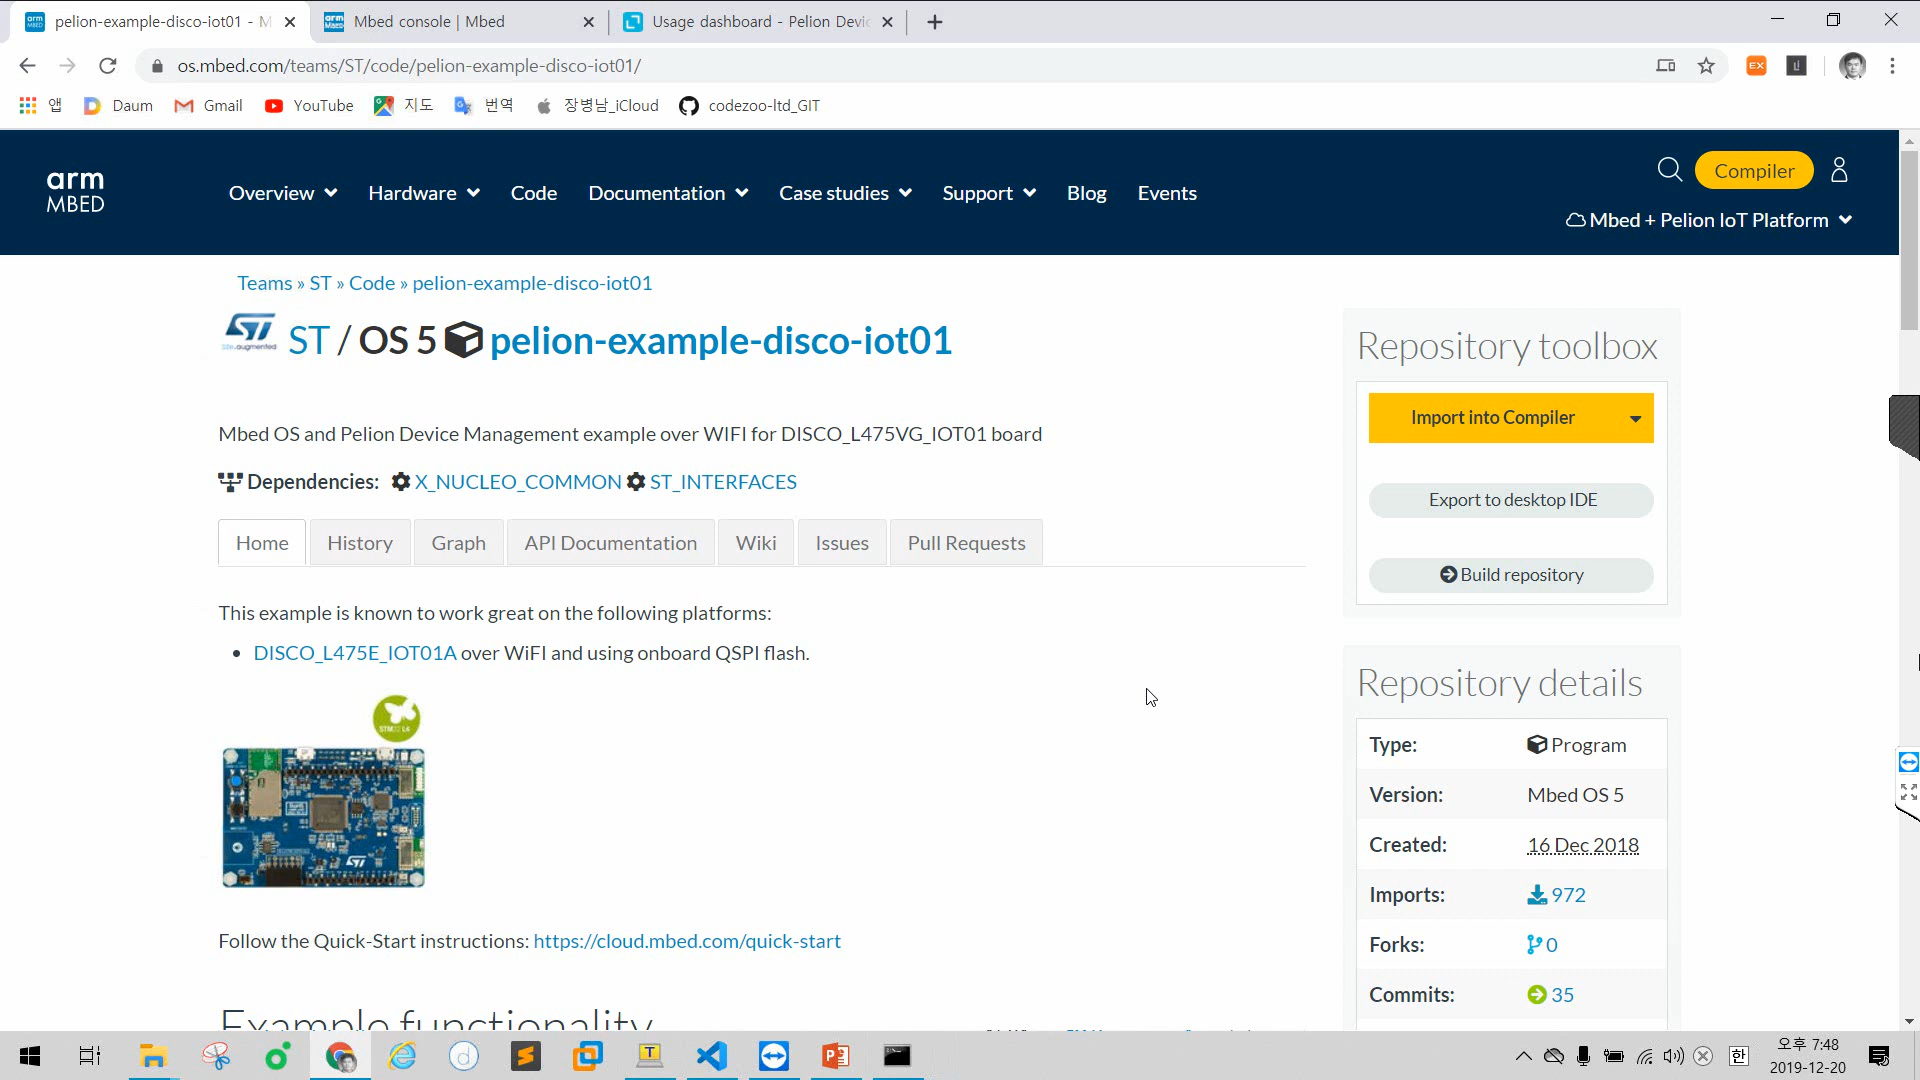 pelion-example-disco-iot01 - M
Mbed console | Mbed
Usage dashboard - Pelion Devic
os.mbed.com/teams/ST/code/pelion-example-disco-iot01/
앱
Daum
Gmail
YouTube
지도
번역
장병남_iCloud
codezoo-ltd_GIT
arm
MBED
Overview
Hardware
Code
Documentation
Case studies
Support
Blog
Events
Compiler
Mbed + Pelion IoT Platform
Teams » ST » Code » pelion-example-disco-iot01
ST / OS 5 pelion-example-disco-iot01
Mbed OS and Pelion Device Management example over WIFI for DISCO_L475VG_IOT01 board
Dependencies: X_NUCLEO_COMMON ST_INTERFACES
Home
History
Graph
API Documentation
Wiki
Issues
Pull Requests
This example is known to work great on the following platforms:
• DISCO_L475E_IOT01A over WiFI and using onboard QSPI flash.
Follow the Quick-Start instructions: https://cloud.mbed.com/quick-start
Example functionality
Repository toolbox
Import into Compiler
Export to desktop IDE
Build repository
Repository details
Type: Program
Version: Mbed OS 5
Created: 16 Dec 2018
Imports: 972
Forks: 0
Commits: 35
한
오후 7:48
2019-12-20